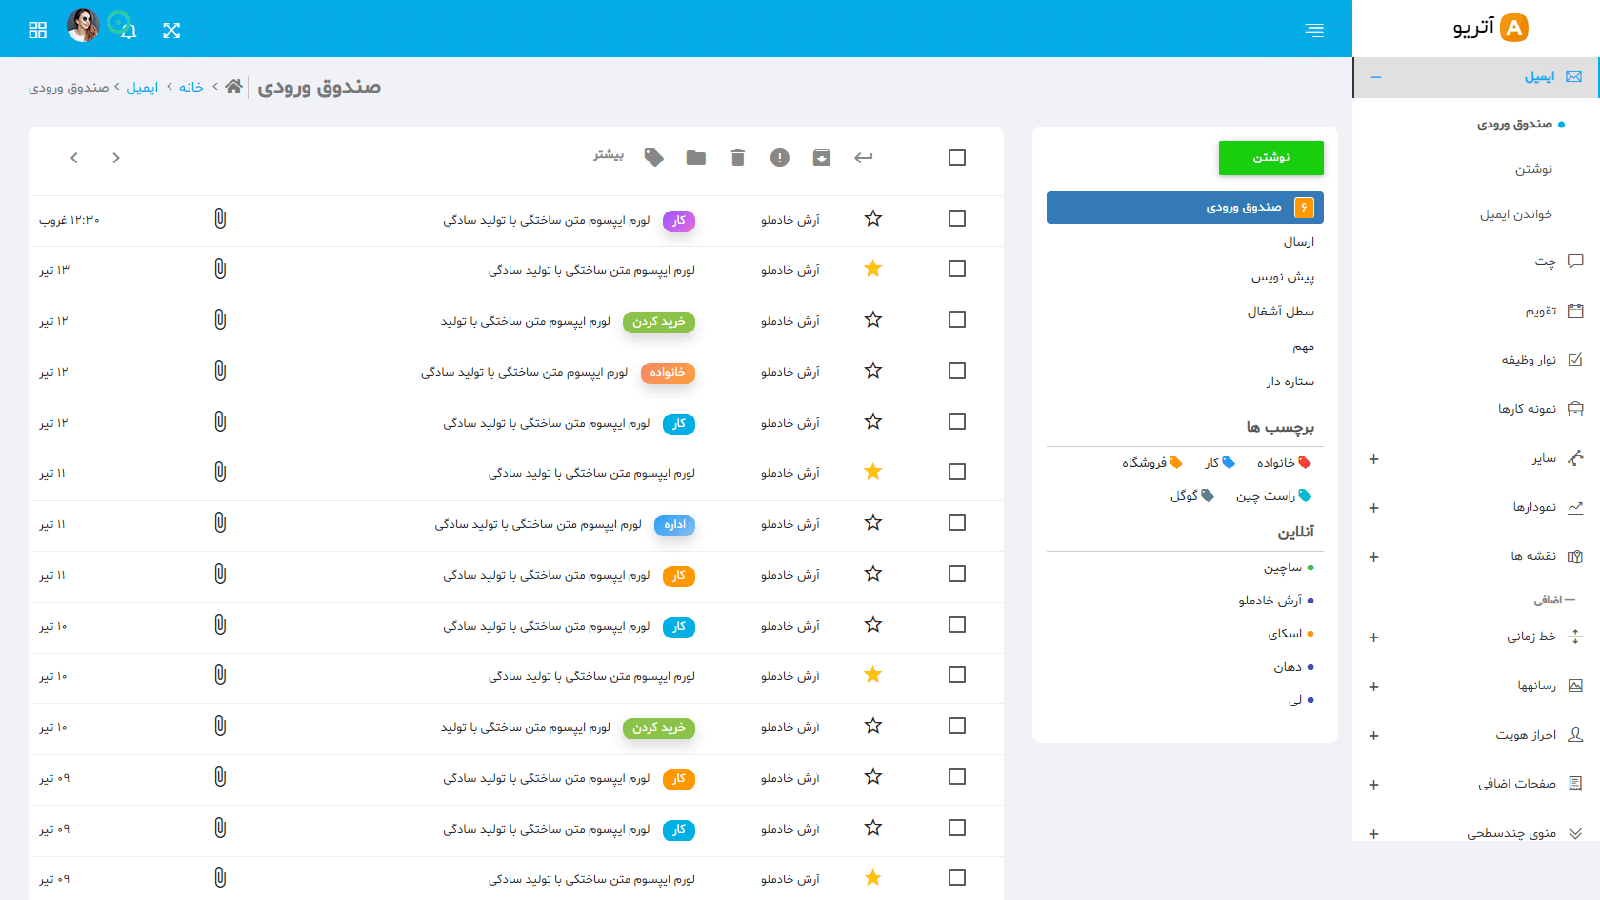 آتریو
ایمیل
صندوق ورودی
نوشتن
خواندن ایمیل
چت
تقویم
نوار وظیفه
نمونه کارها
سایر
نمودارها
نقشه ها
اضافی
خط زمانی
رسانهها
احراز هویت
صفحات اضافی
منوی چندسطحی
صندوق ورودی
خانه > ایمیل > صندوق ورودی
نوشتن
صندوق ورودی ۶
ارسال
پیش نویس
سطل آشغال
مهم
ستاره دار
برچسب ها
خانواده کار فروشگاه
راست چین گوگل
آنلاین
ساچین
آرش خادملو
اسکای
دهان
لی
بیشتر
آرش خادملو کار لورم ایپسوم متن ساختگی با تولید سادگی ۱۲:۳۰ غروب
آرش خادملو لورم ایپسوم متن ساختگی با تولید سادگی ۱۳ تیر
آرش خادملو خرید کردن لورم ایپسوم متن ساختگی با تولید ۱۲ تیر
آرش خادملو خانواده لورم ایپسوم متن ساختگی با تولید سادگی ۱۲ تیر
آرش خادملو کار لورم ایپسوم متن ساختگی با تولید سادگی ۱۲ تیر
آرش خادملو لورم ایپسوم متن ساختگی با تولید سادگی ۱۱ تیر
آرش خادملو اداره لورم ایپسوم متن ساختگی با تولید سادگی ۱۱ تیر
آرش خادملو کار لورم ایپسوم متن ساختگی با تولید سادگی ۱۱ تیر
آرش خادملو کار لورم ایپسوم متن ساختگی با تولید سادگی ۱۰ تیر
آرش خادملو لورم ایپسوم متن ساختگی با تولید سادگی ۱۰ تیر
آرش خادملو خرید کردن لورم ایپسوم متن ساختگی با تولید ۱۰ تیر
آرش خادملو کار لورم ایپسوم متن ساختگی با تولید سادگی ۰۹ تیر
آرش خادملو کار لورم ایپسوم متن ساختگی با تولید سادگی ۰۹ تیر
آرش خادملو لورم ایپسوم متن ساختگی با تولید سادگی ۰۹ تیر